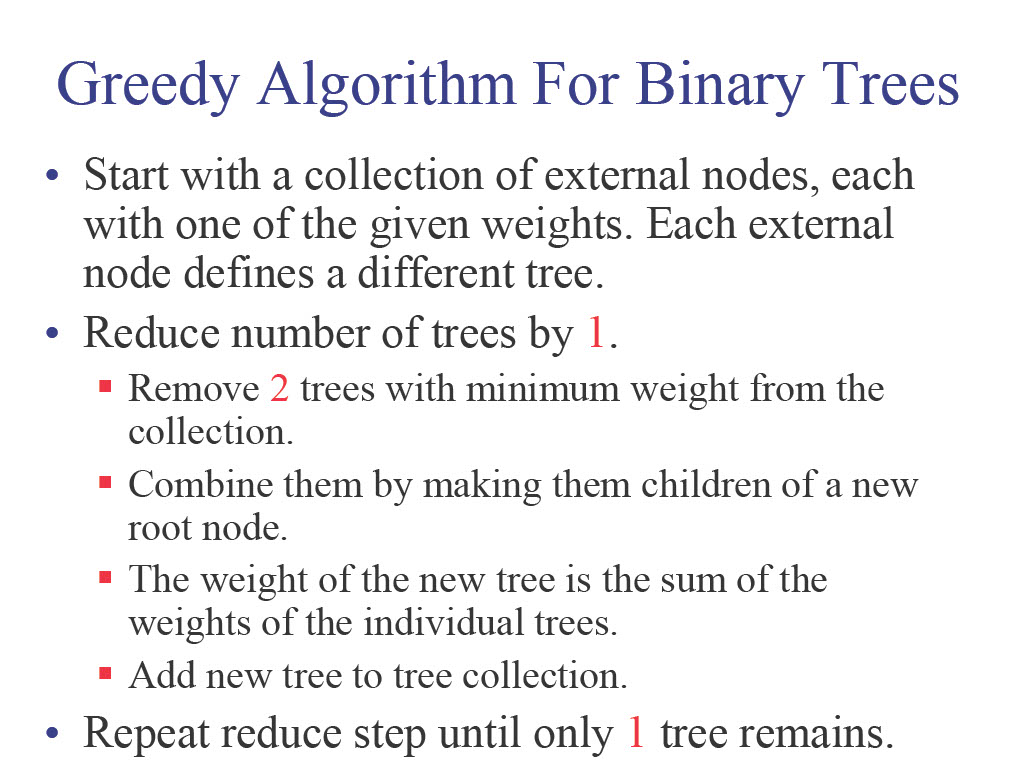 Greedy Algorithm For Binary Trees
• Start with a collection of external nodes, each
with one of the given weights. Each external
node defines a different tree.
• Reduce number of trees by 1.
▪ Remove 2 trees with minimum weight from the
collection.
▪ Combine them by making them children of a new
root node.
▪ The weight of the new tree is the sum of the
weights of the individual trees.
▪ Add new tree to tree collection.
• Repeat reduce step until only 1 tree remains.